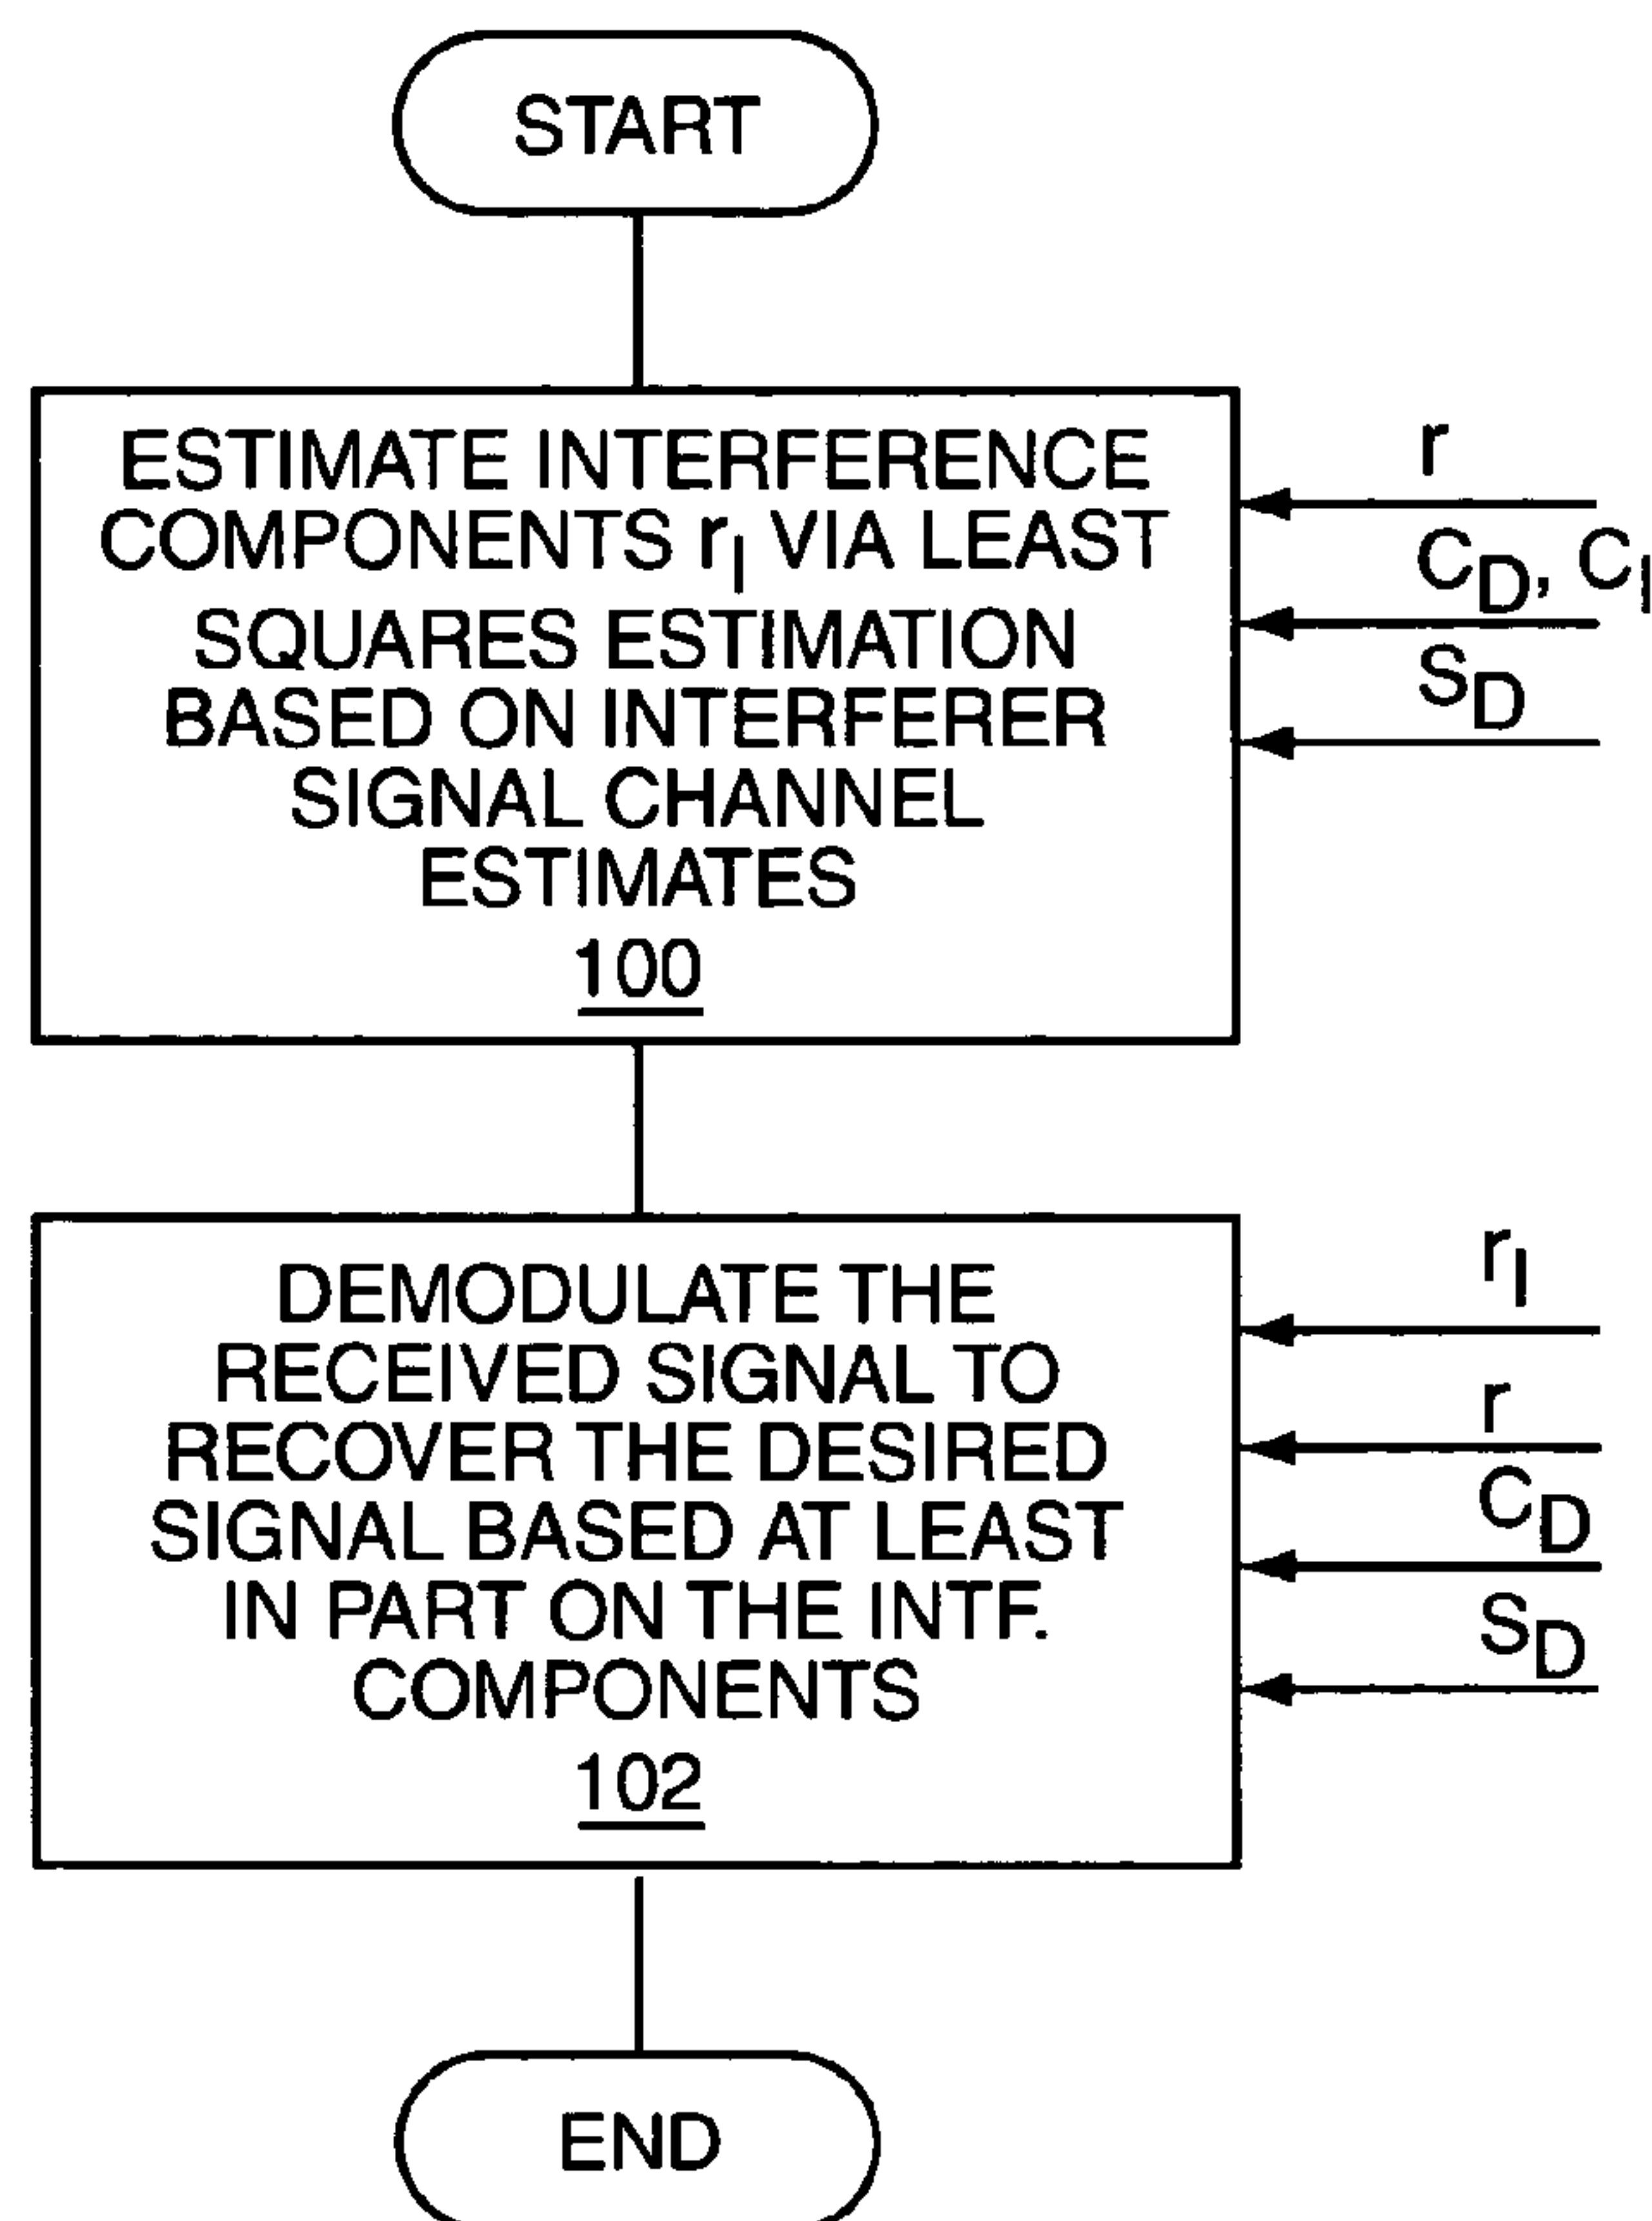 START
ESTIMATE INTERFERENCE
COMPONENTS rI VIA LEAST
SQUARES ESTIMATION
BASED ON INTERFERER
SIGNAL CHANNEL
ESTIMATES
100
r
CD, CI
SD
DEMODULATE THE
RECEIVED SIGNAL TO
RECOVER THE DESIRED
SIGNAL BASED AT LEAST
IN PART ON THE INTF.
COMPONENTS
102
rI
r
CD
SD
END